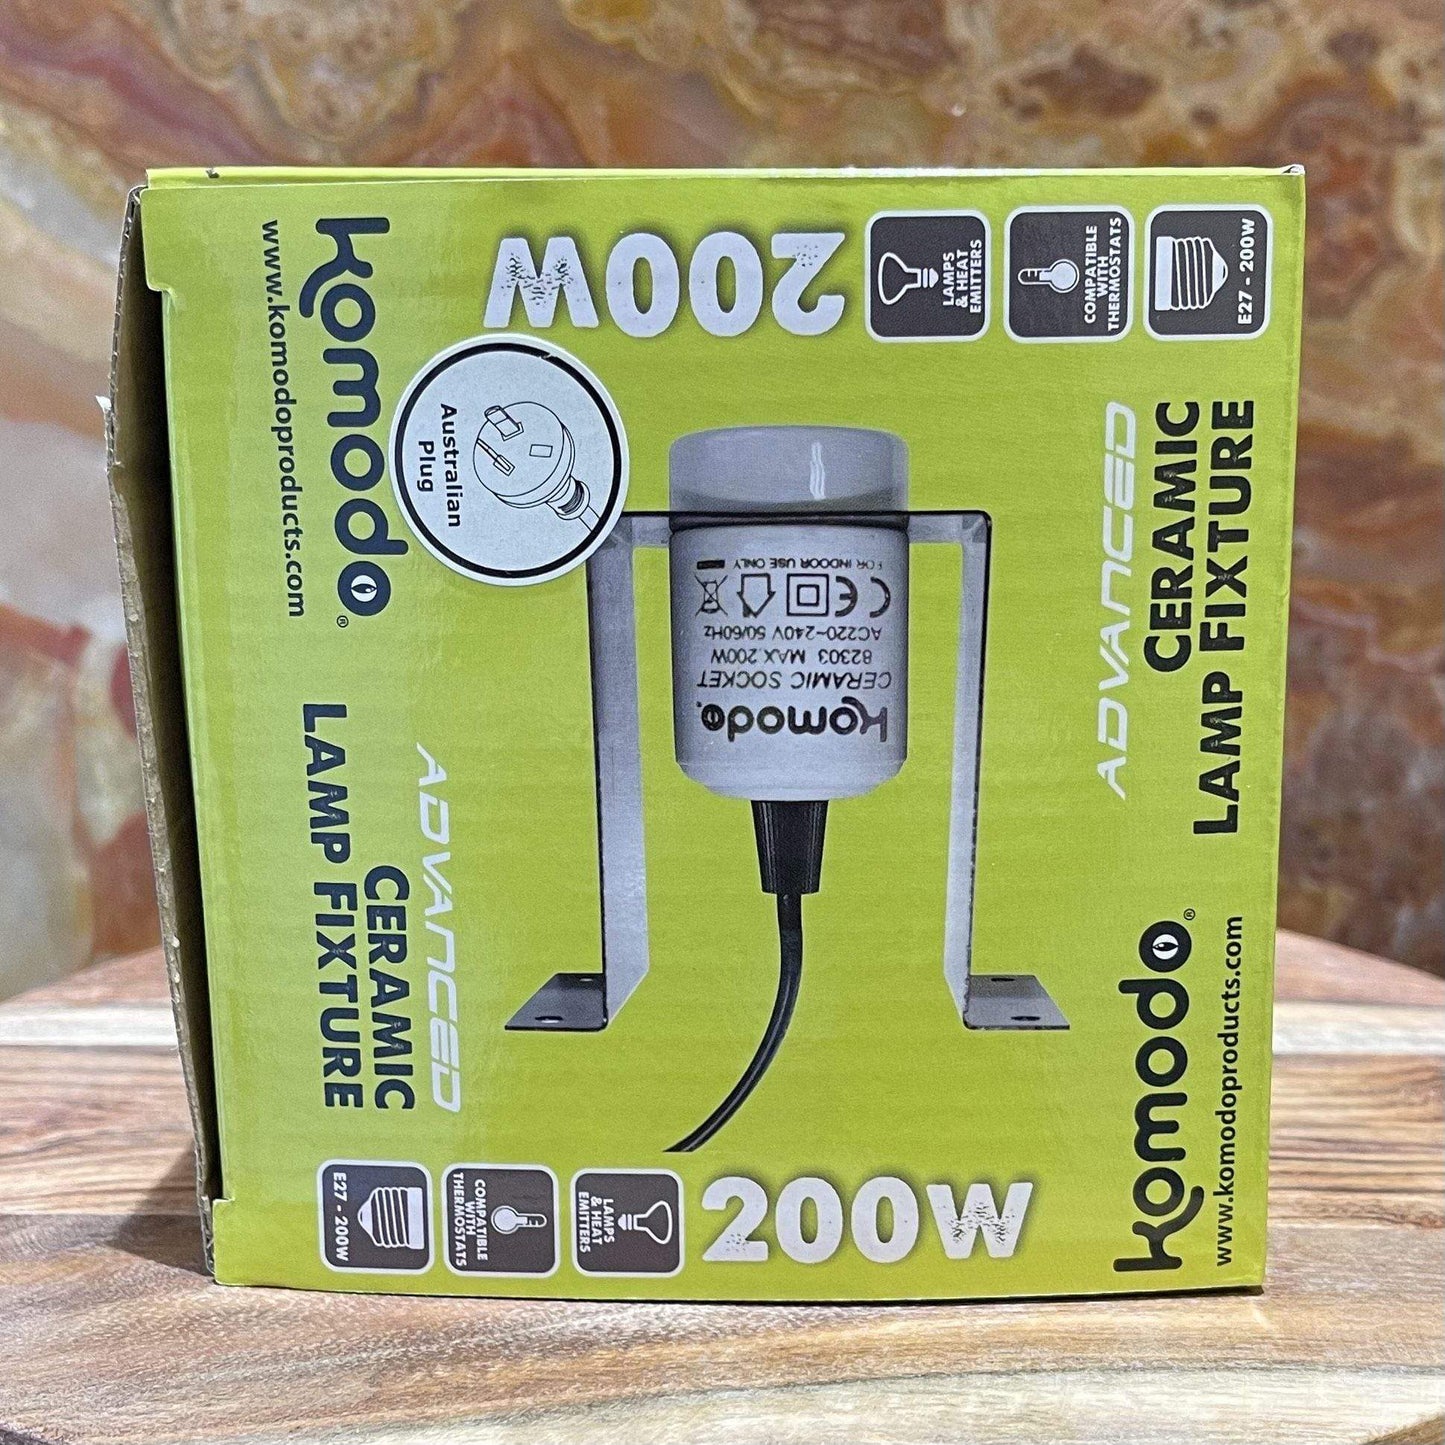 Komodo®
www.komodoproducts.com
200W
LAMPS
& HEAT
EMITTERS
COMPATIBLE
WITH
THERMOSTATS
E27 - 200W
Australian
Plug
ADVANCED
CERAMIC
LAMP FIXTURE
FOR INDOOR USE ONLY
CE
AC220~240V 50/60Hz
82303 MAX.200W
CERAMIC SOCKET
Komodo®
ADVANCED
CERAMIC
LAMP FIXTURE
E27 - 200W
COMPATIBLE
WITH
THERMOSTATS
LAMPS
& HEAT
EMITTERS
200W
Komodo®
www.komodoproducts.com